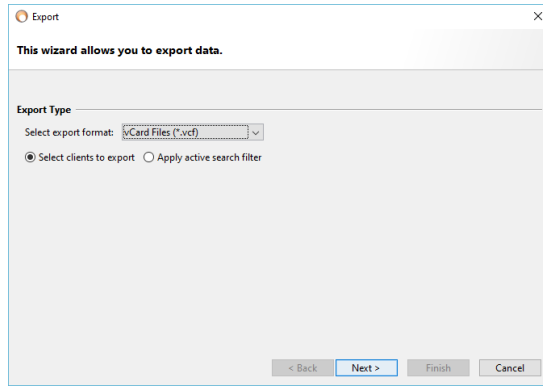 Export
This wizard allows you to export data.
Export Type
Select export format: vCard Files (*.vcf)
Select clients to export Apply active search filter
< Back Next > Finish Cancel